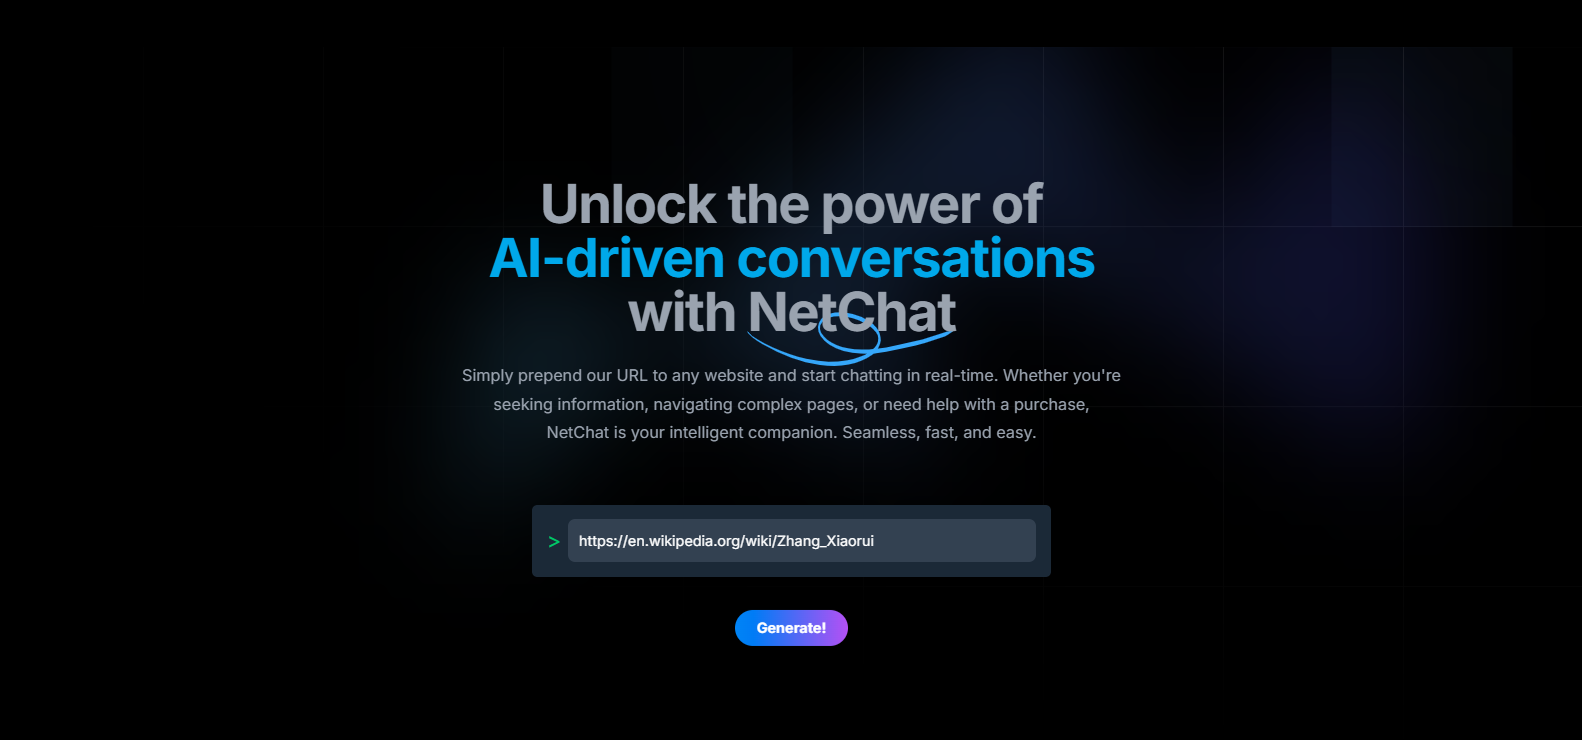 Unlock the power of
AI-driven conversations
with NetChat
Simply prepend our URL to any website and start chatting in real-time. Whether you're
seeking information, navigating complex pages, or need help with a purchase,
NetChat is your intelligent companion. Seamless, fast, and easy.
> https://en.wikipedia.org/wiki/Zhang_Xiaorui
Generate!